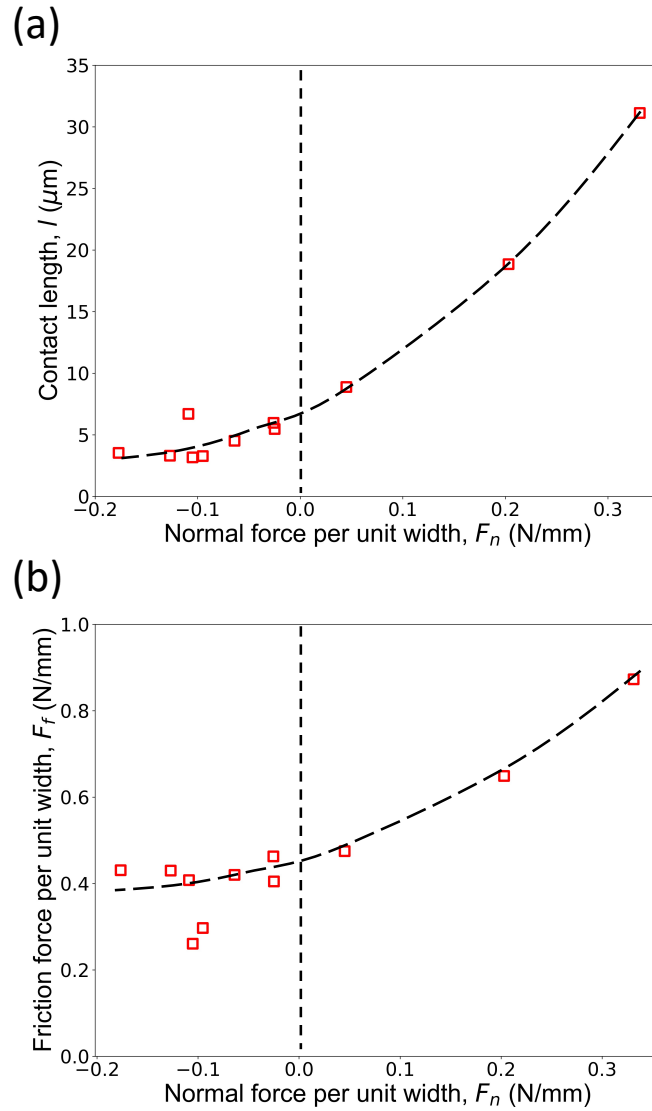 (a)
35
30
25
20
15
10
5
0
Contact length, l (μm)
−0.2 −0.1 0.0 0.1 0.2 0.3
Normal force per unit width, Fn (N/mm)
(b)
1.0
0.8
0.6
0.4
0.2
0.0
Friction force per unit width, Ff (N/mm)
−0.2 −0.1 0.0 0.1 0.2 0.3
Normal force per unit width, Fn (N/mm)